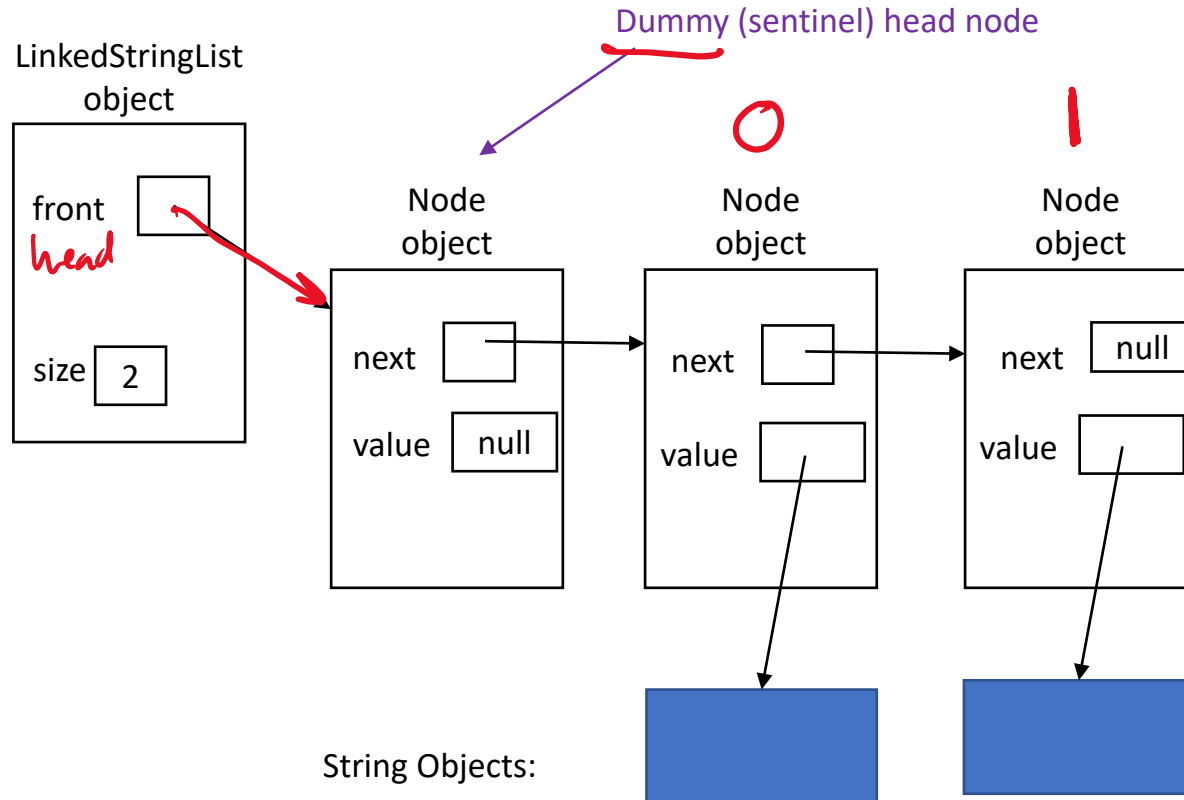 Dummy (sentinel) head node
LinkedStringList
object
front
head
size 2
0
1
Node
object
next
value null
Node
object
next
value
Node
object
next null
value
String Objects: